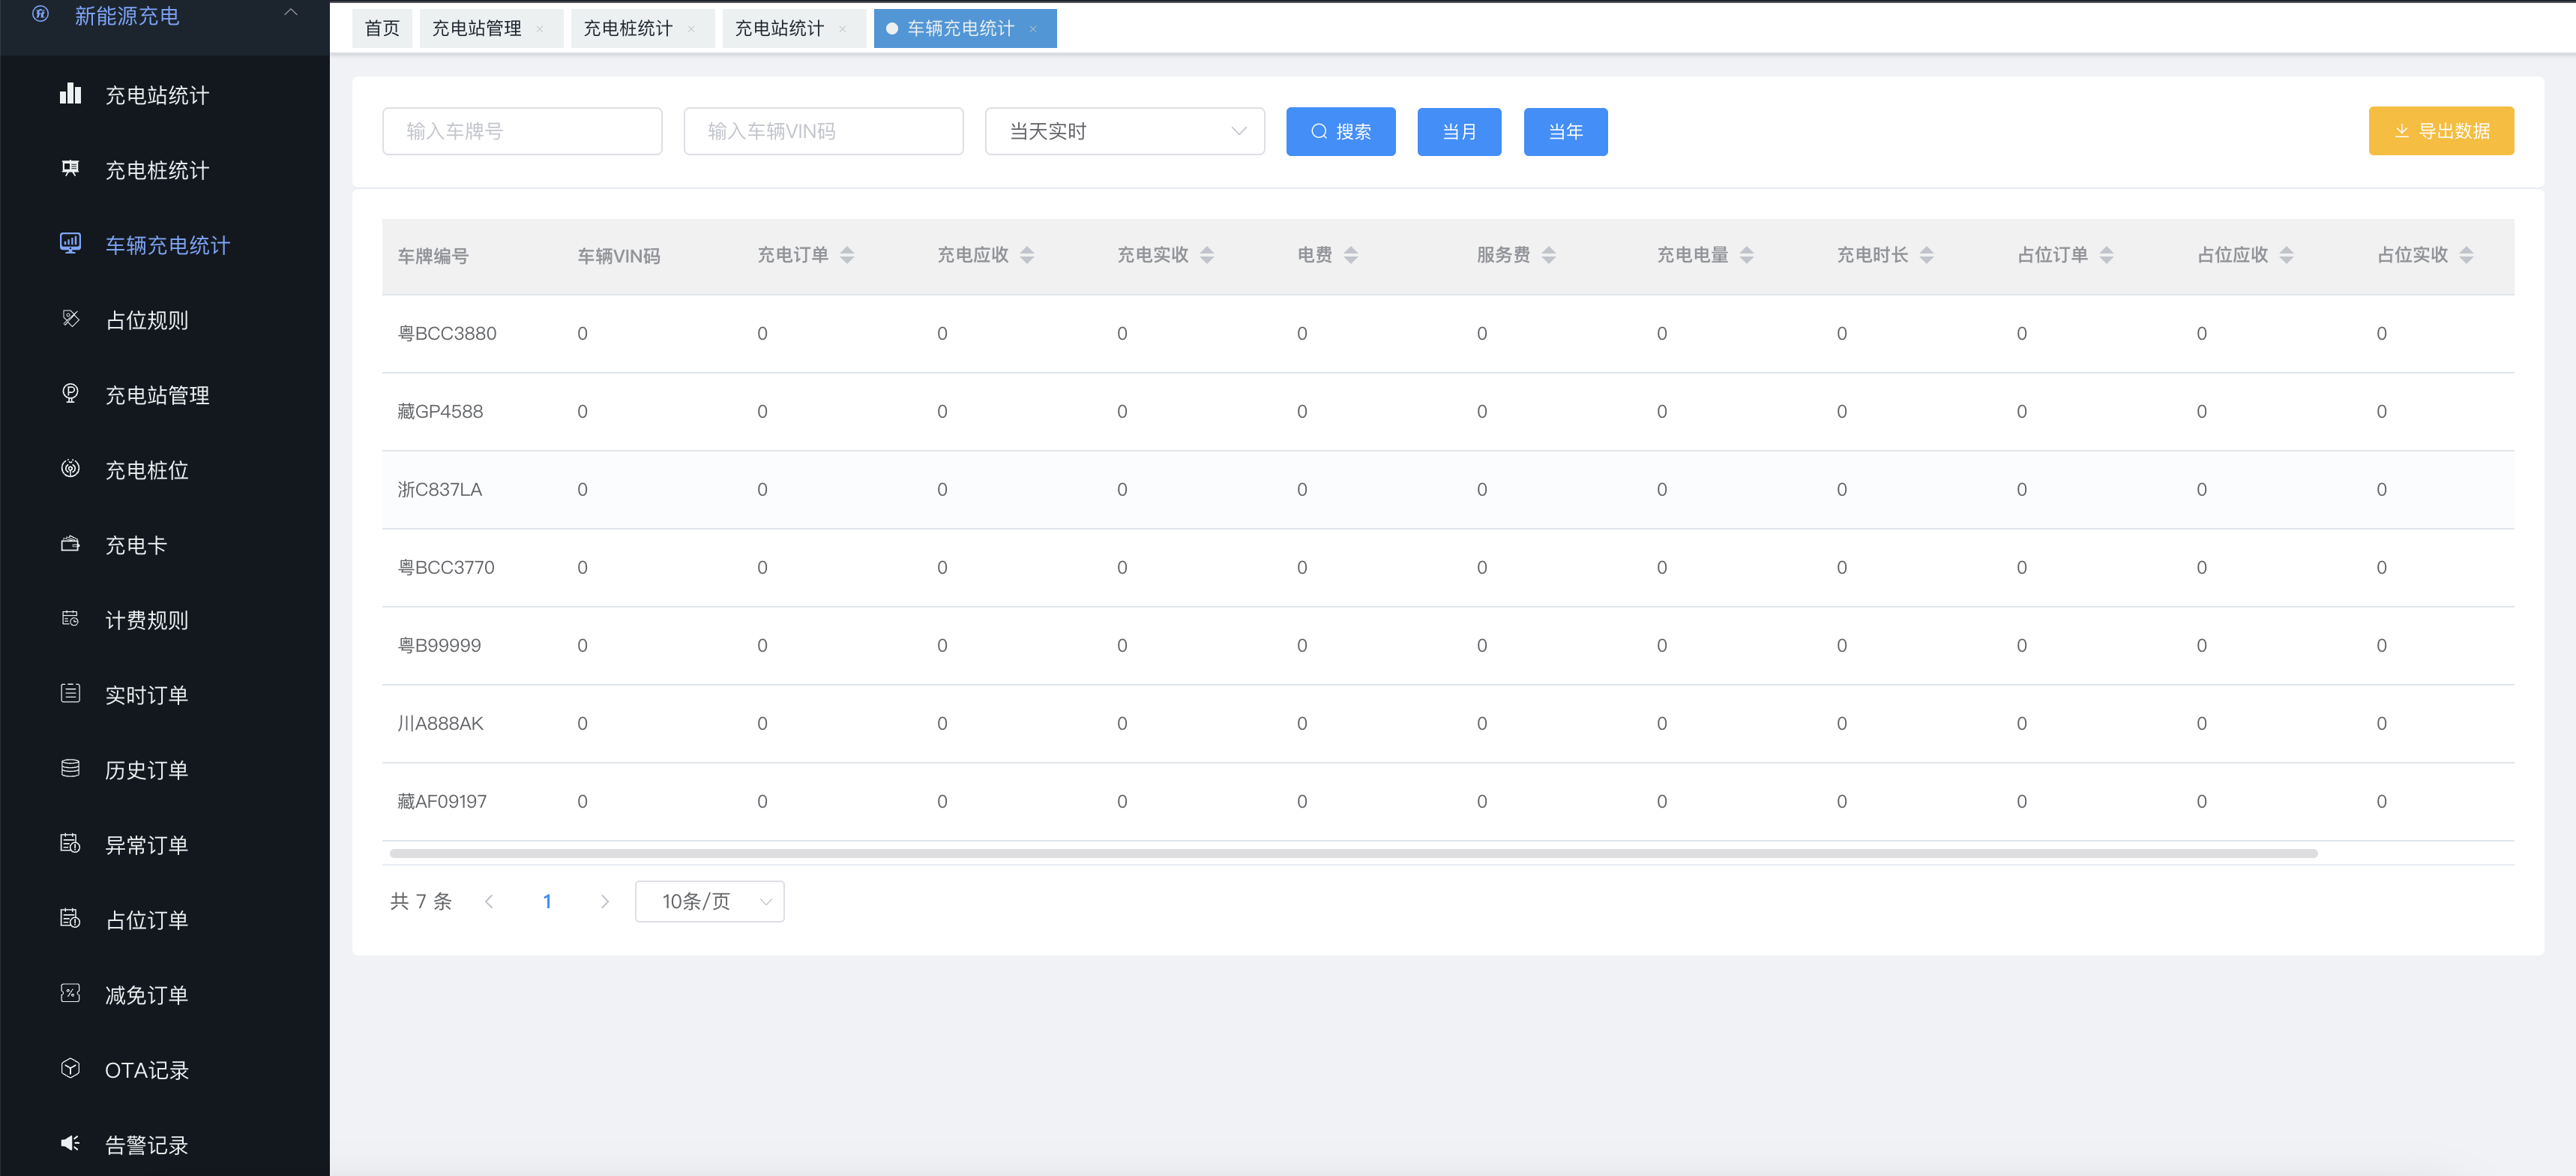 新能源充电
充电站统计
充电桩统计
车辆充电统计
占位规则
充电站管理
充电桩位
充电卡
计费规则
实时订单
历史订单
异常订单
占位订单
减免订单
OTA记录
告警记录
首页 充电站管理 × 充电桩统计 × 充电站统计 × 车辆充电统计 ×
输入车牌号 输入车辆VIN码 当天实时 搜索 当月 当年 导出数据
车牌编号 车辆VIN码 充电订单 充电应收 充电实收 电费 服务费 充电电量 充电时长 占位订单 占位应收 占位实收
粤BCC3880 0 0 0 0 0 0 0 0 0 0 0
藏GP4588 0 0 0 0 0 0 0 0 0 0 0
浙C837LA 0 0 0 0 0 0 0 0 0 0 0
粤BCC3770 0 0 0 0 0 0 0 0 0 0 0
粤B99999 0 0 0 0 0 0 0 0 0 0 0
川A888AK 0 0 0 0 0 0 0 0 0 0 0
藏AF09197 0 0 0 0 0 0 0 0 0 0 0
共 7 条 1 10条/页